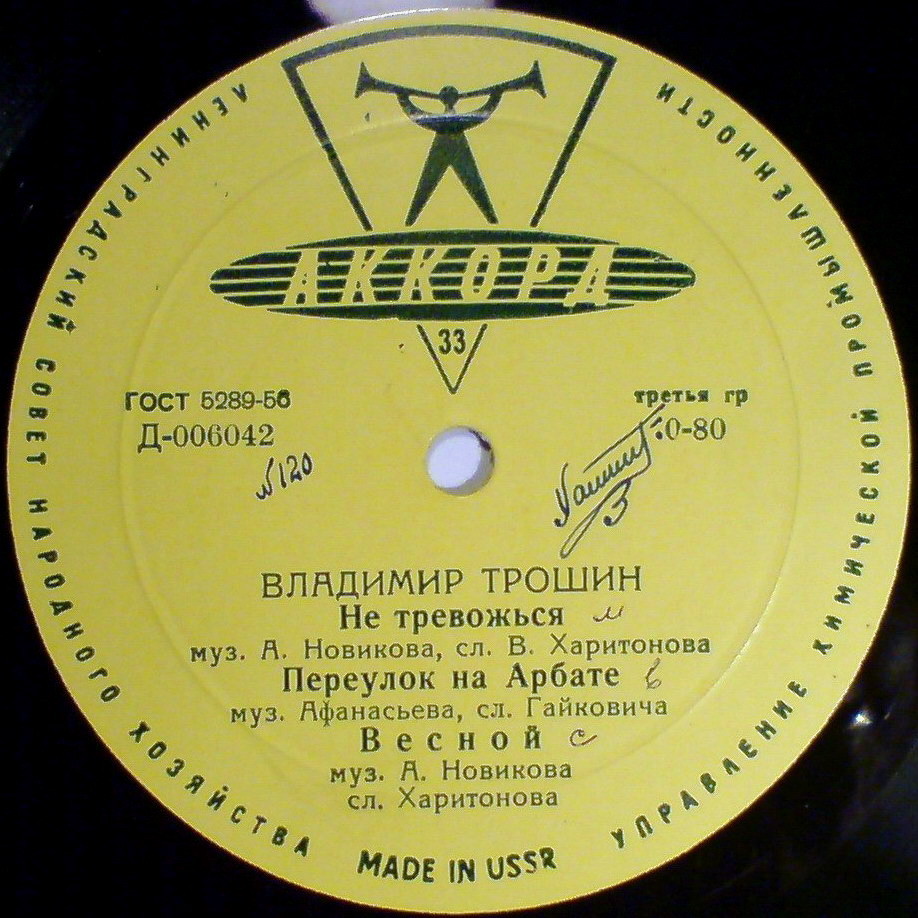 ЛЕНИНГРАДСКИЙ СОВЕТ НАРОДНОГО ХОЗЯЙСТВА
УПРАВЛЕНИЕ ХИМИЧЕСКОЙ ПРОМЫШЛЕННОСТИ
АККОРД
33
ГОСТ 5289-56
третья гр
Д-006042
0-80
№120
ВЛАДИМИР ТРОШИН
Не тревожься м
муз. А. Новикова, сл. В. Харитонова
Переулок на Арбате в
муз. Афанасьева, сл. Гайковича
Весной с
муз. А. Новикова
сл. Харитонова
MADE IN USSR